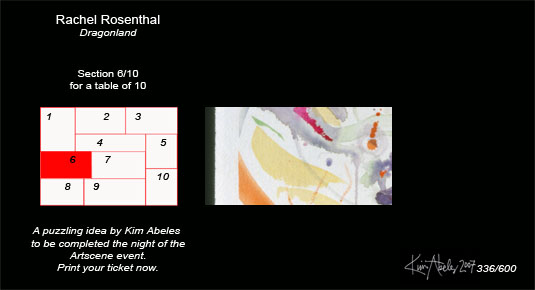 Rachel Rosenthal
Dragonland
Section 6/10
for a table of 10
1 2 3
4 5
6 7
8 9 10
A puzzling idea by Kim Abeles
to be completed the night of the
Artscene event.
Print your ticket now.
Kim Abeles 2007 336/600